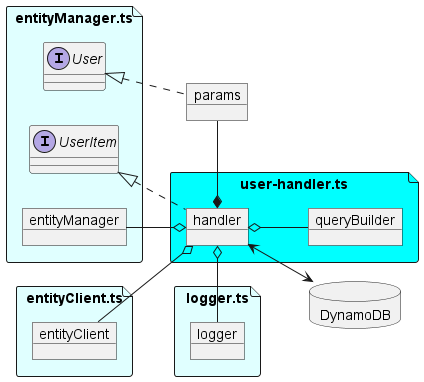 entityManager.ts
I User
params
I UserItem
user-handler.ts
entityManager
handler
queryBuilder
entityClient.ts
logger.ts
DynamoDB
entityClient
logger